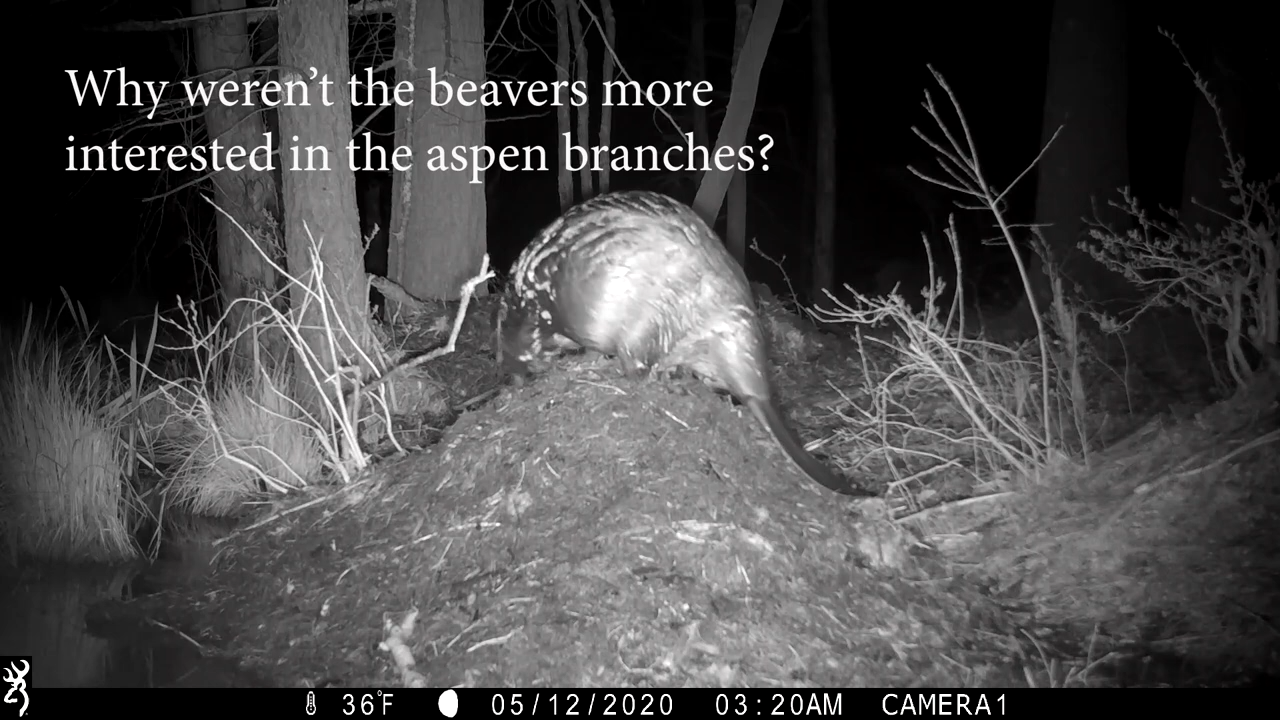 Why weren’t the beavers more
interested in the aspen branches?
36°F 05/12/2020 03:20AM CAMERA1